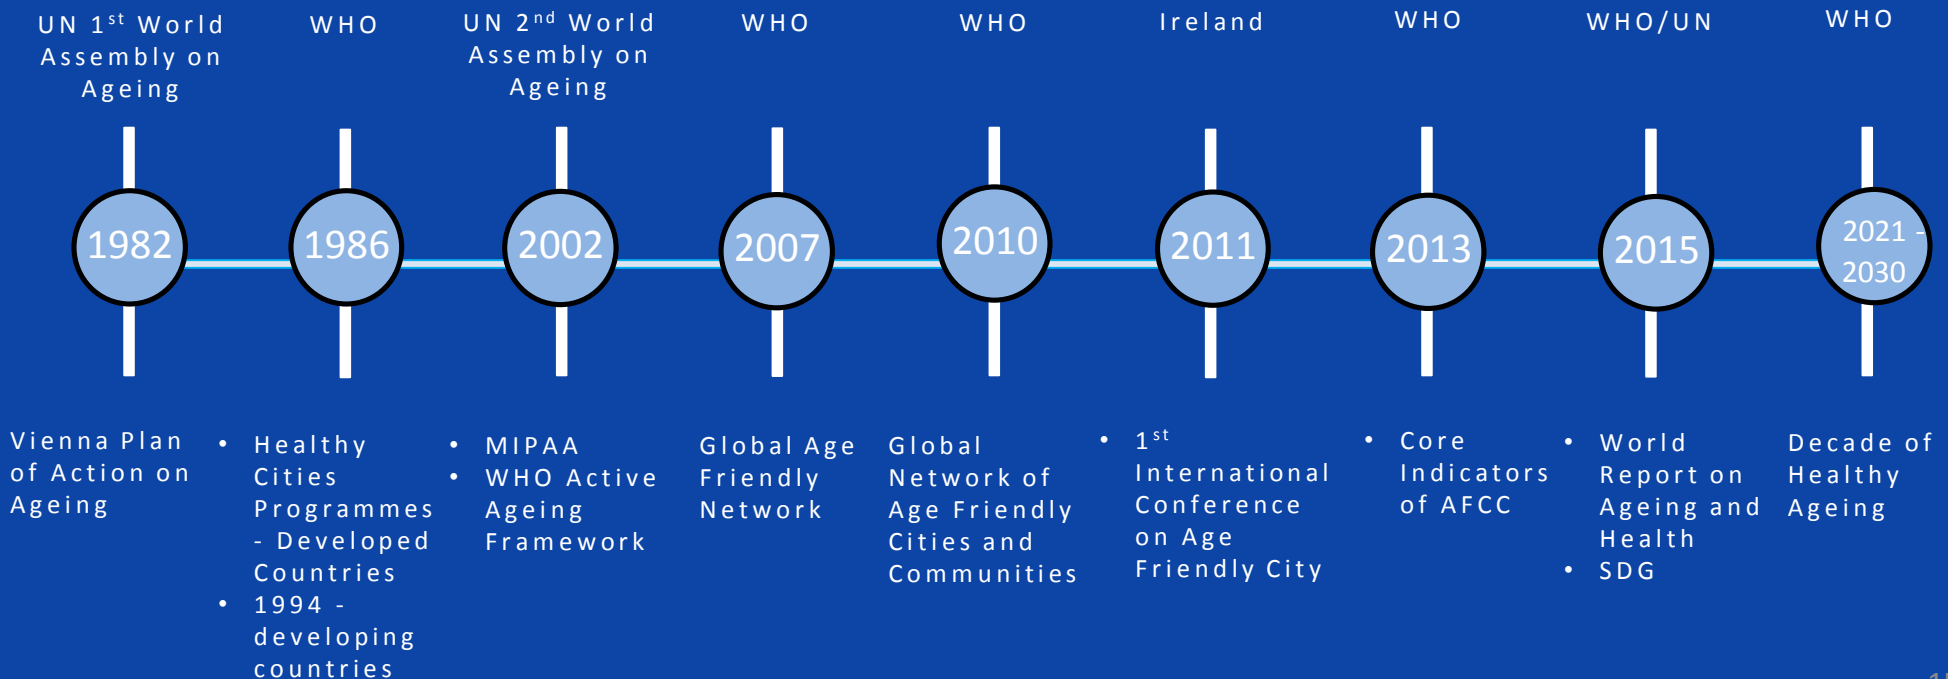 UN 1st World
Assembly on
Ageing
WHO
UN 2nd World
Assembly on
Ageing
WHO
WHO
Ireland
WHO
WHO/UN
WHO
1982
1986
2002
2007
2010
2011
2013
2015
2021 -
2030
Vienna Plan
of Action on
Ageing
• Healthy
Cities
Programmes
- Developed
Countries
• 1994 -
developing
countries
• MIPAA
• WHO Active
Ageing
Framework
Global Age
Friendly
Network
Global
Network of
Age Friendly
Cities and
Communities
• 1st
International
Conference
on Age
Friendly City
• Core
Indicators
of AFCC
• World
Report on
Ageing and
Health
• SDG
Decade of
Healthy
Ageing